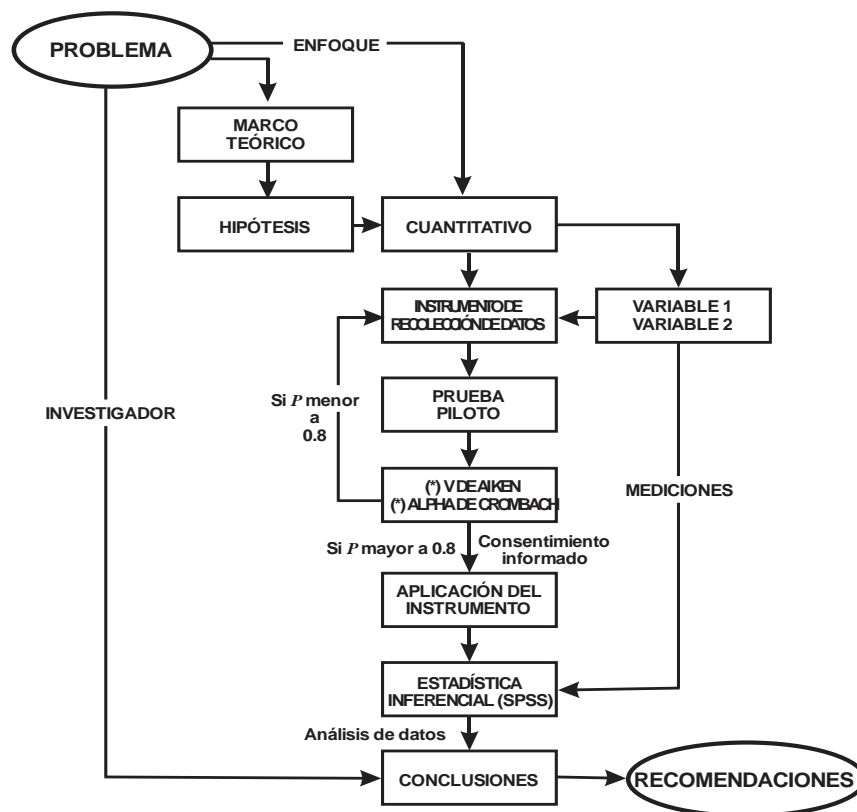 PROBLEMA
ENFOQUE
MARCO
TEÓRICO
HIPÓTESIS
CUANTITATIVO
INSTRUMENTO DE
RECOLECCIÓN DE DATOS
VARIABLE 1
VARIABLE 2
Si P menor
a
0.8
PRUEBA
PILOTO
INVESTIGADOR
(*) V DE AIKEN
(*) ALPHA DE CROMBACH
MEDICIONES
Si P mayor a 0.8
Consentimiento
informado
APLICACIÓN DEL
INSTRUMENTO
ESTADÍSTICA
INFERENCIAL (SPSS)
Análisis de datos
CONCLUSIONES
RECOMENDACIONES